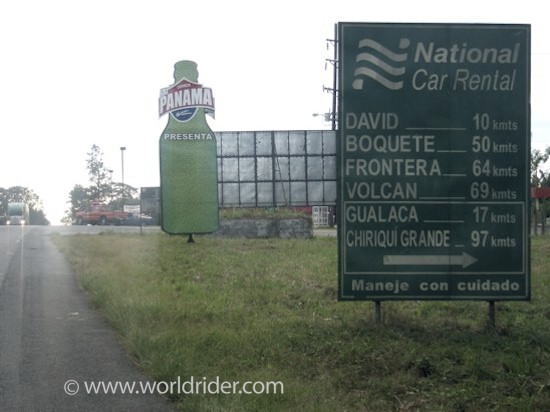 PANAMA
PRESENTA
National
Car Rental
DAVID 10 kmts
BOQUETE 50 kmts
FRONTERA 64 kmts
VOLCAN 69 kmts
GUALACA 17 kmts
CHIRIQUÍ GRANDE 97 kmts
Maneje con cuidado
© www.worldrider.com